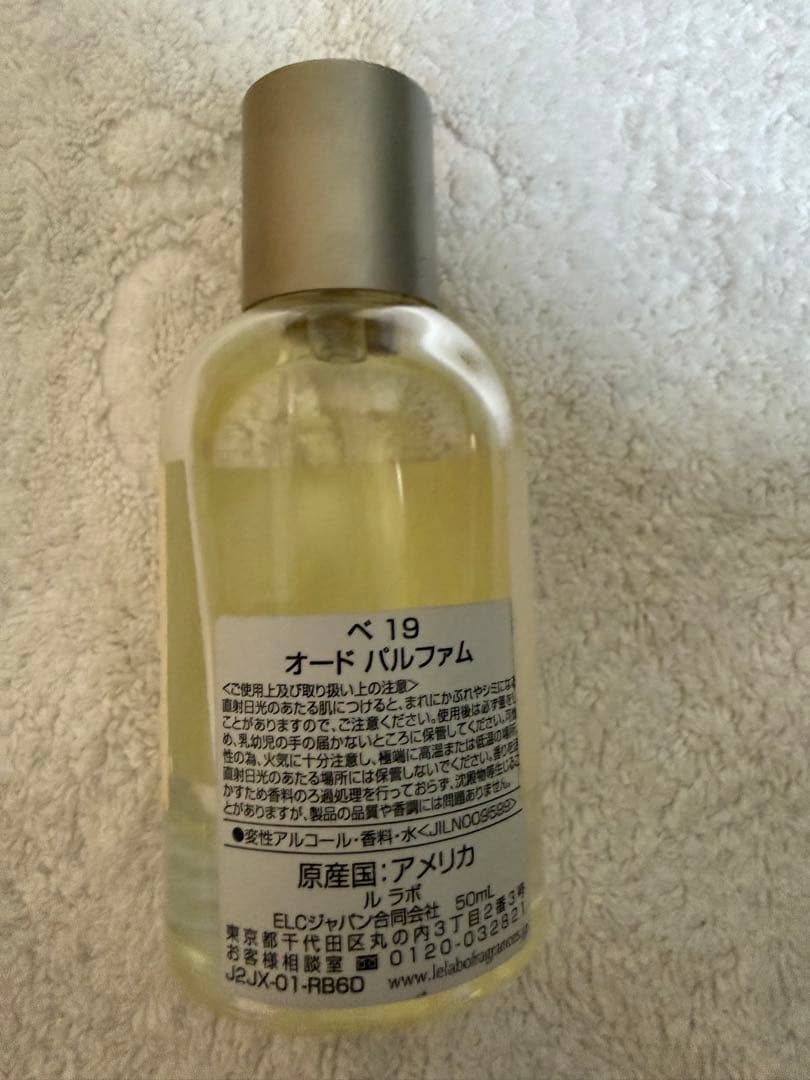 ベ 19
オード パルファム
<ご使用上及び取り扱い上の注意>
直射日光のあたる肌につけると、まれにかぶれやシミになる
ことがありますので、ご注意ください。使用後は必ず蓋をし
め、乳幼児の手の届かないところに保管してください。可燃
性の為、火気に十分注意し、極端に高温または低温の場所、
直射日光のあたる場所には保管しないでください。香りを活
かすため香料のろ過処理を行っておらず、沈殿物等生じるこ
とがありますが、製品の品質や香調には問題ありません。
●変性アルコール・香料・水<JILN009599>
原産国:アメリカ
ル ラボ 50mL
ELCジャパン合同会社
東京都千代田区丸の内3丁目2番3号
お客様相談室 0120-032821
J2JX-01-RB6D www.lelabofragrances.